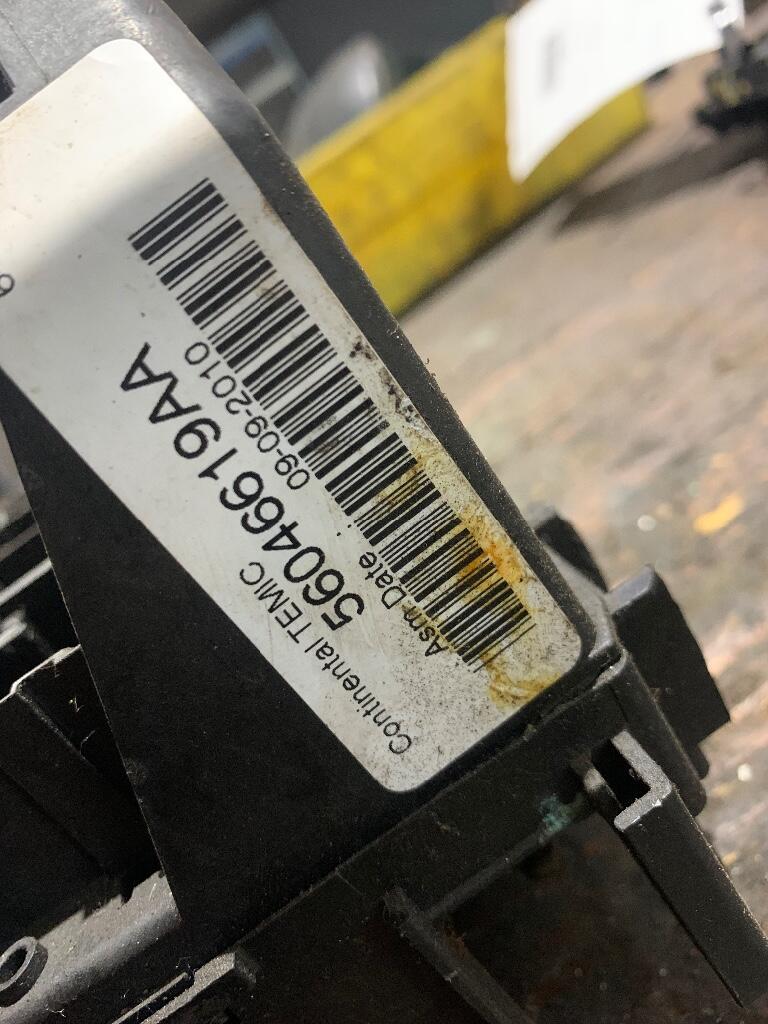 Continental TEMIC
56046619AA
Asm Date 09-09-2010